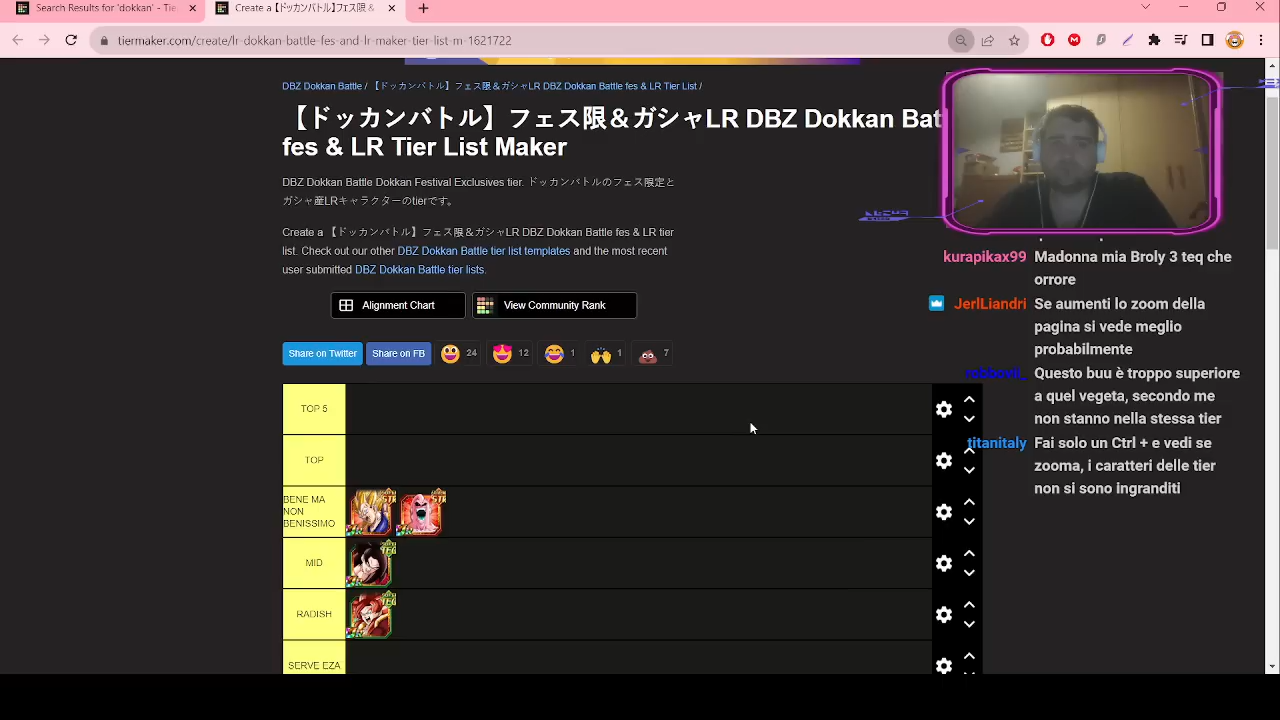 Search Results for 'dokkan' - Tie
Create a 【ドッカンバトル】フェス限 &
tiermaker.com/create/lr-dokkan-battle-fes-and-lr-maker-tier-list-m-1621722
DBZ Dokkan Battle / 【ドッカンバトル】フェス限＆ガシャLR DBZ Dokkan Battle fes & LR Tier List /
【ドッカンバトル】フェス限＆ガシャLR DBZ Dokkan Bat
fes & LR Tier List Maker
DBZ Dokkan Battle Dokkan Festival Exclusives tier. ドッカンバトルのフェス限定と
ガシャ産LRキャラクターのtierです。
Create a 【ドッカンバトル】フェス限＆ガシャLR DBZ Dokkan Battle fes & LR tier
list. Check out our other DBZ Dokkan Battle tier list templates and the most recent
user submitted DBZ Dokkan Battle tier lists.
Alignment Chart
View Community Rank
Share on Twitter
Share on FB
24
12
1
1
7
TOP 5
TOP
BENE MA
NON
BENISSIMO
MID
RADISH
SERVE EZA
kurapikax99 Madonna mia Broly 3 teq che
orrore
JerlLiandri Se aumenti lo zoom della
pagina si vede meglio
probabilmente
Questo buu è troppo superiore
a quel vegeta, secondo me
non stanno nella stessa tier
titanitaly Fai solo un Ctrl + e vedi se
zooma, i caratteri delle tier
non si sono ingranditi